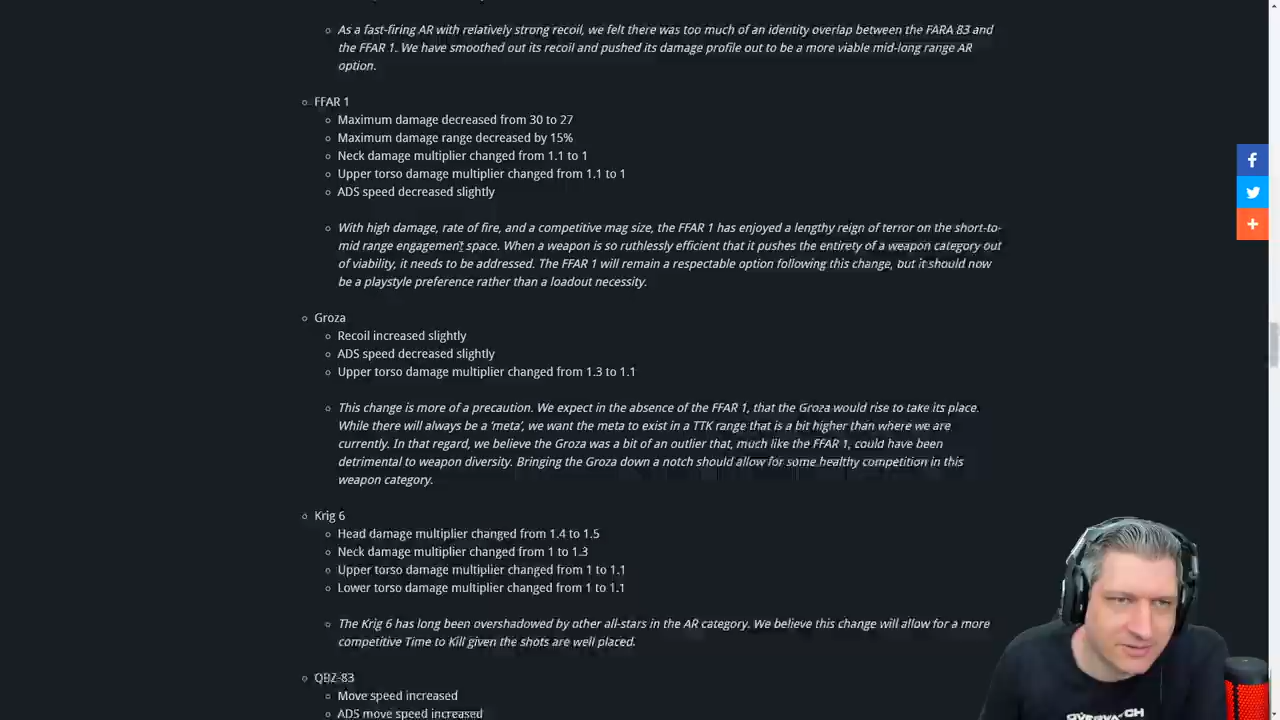 As a fast-firing AR with relatively strong recoil, we felt there was too much of an identity overlap between the FARA 83 and
the FFAR 1. We have smoothed out its recoil and pushed its damage profile out to be a more viable mid-long range AR
option.
FFAR 1
Maximum damage decreased from 30 to 27
Maximum damage range decreased by 15%
Neck damage multiplier changed from 1.1 to 1
Upper torso damage multiplier changed from 1.1 to 1
ADS speed decreased slightly
With high damage, rate of fire, and a competitive mag size, the FFAR 1 has enjoyed a lengthy reign of terror on the short-to-
mid range engagement space. When a weapon is so ruthlessly efficient that it pushes the entirety of a weapon category out
of viability, it needs to be addressed. The FFAR 1 will remain a respectable option following this change, but it should now
be a playstyle preference rather than a loadout necessity.
Groza
Recoil increased slightly
ADS speed decreased slightly
Upper torso damage multiplier changed from 1.3 to 1.1
This change is more of a precaution. We expect in the absence of the FFAR 1, that the Groza would rise to take its place.
While there will always be a ‘meta’, we want the meta to exist in a TTK range that is a bit higher than where we are
currently. In that regard, we believe the Groza was a bit of an outlier that, much like the FFAR 1, could have been
detrimental to weapon diversity. Bringing the Groza down a notch should allow for some healthy competition in this
weapon category.
Krig 6
Head damage multiplier changed from 1.4 to 1.5
Neck damage multiplier changed from 1 to 1.3
Upper torso damage multiplier changed from 1 to 1.1
Lower torso damage multiplier changed from 1 to 1.1
The Krig 6 has long been overshadowed by other all-stars in the AR category. We believe this change will allow for a more
competitive Time to Kill given the shots are well placed.
QBZ-83
Move speed increased
ADS move speed increased
OVERWATCH